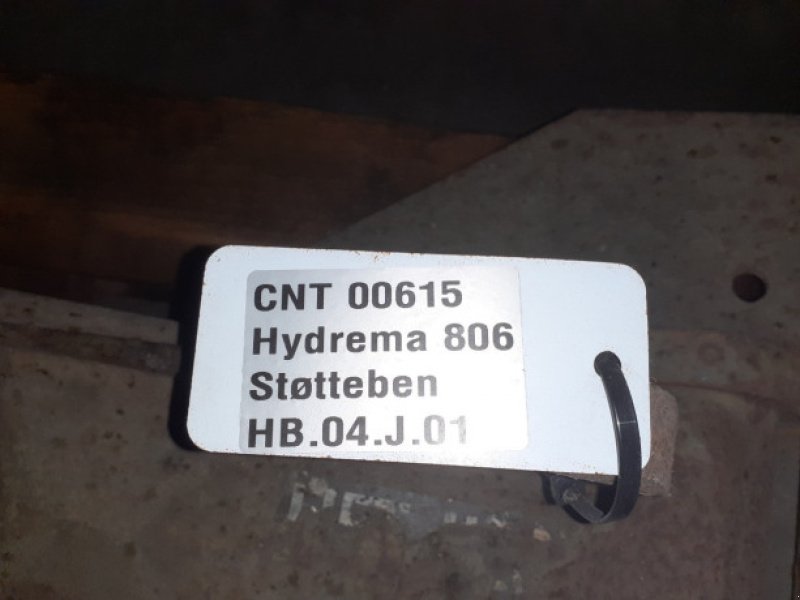 CNT 00615
Hydrema 806
Støtteben
HB.04.J.01